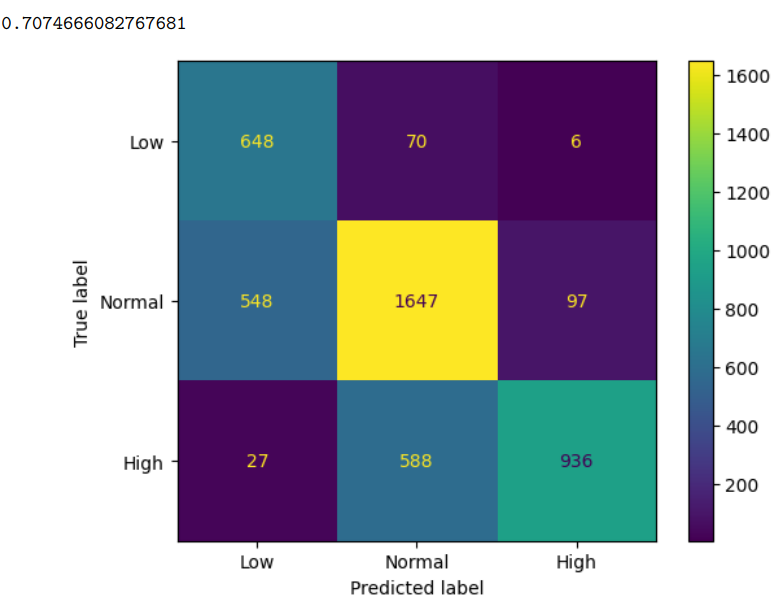 0.7074666082767681
1600
Low 648 70 6
1400
1200
1000
True label
Normal 548 1647 97
800
600
400
High 27 588 936
200
Low Normal High
Predicted label